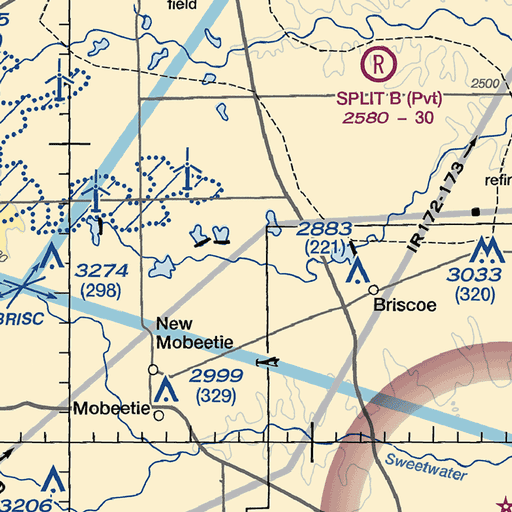 field
2500
SPLIT B (Pvt)
2580 - 30
IR172-173
2883
(221)
3274
(298)
3033
(320)
BRISC
Briscoe
New
Mobeetie
2999
(329)
Mobeetie
Sweetwater
3206